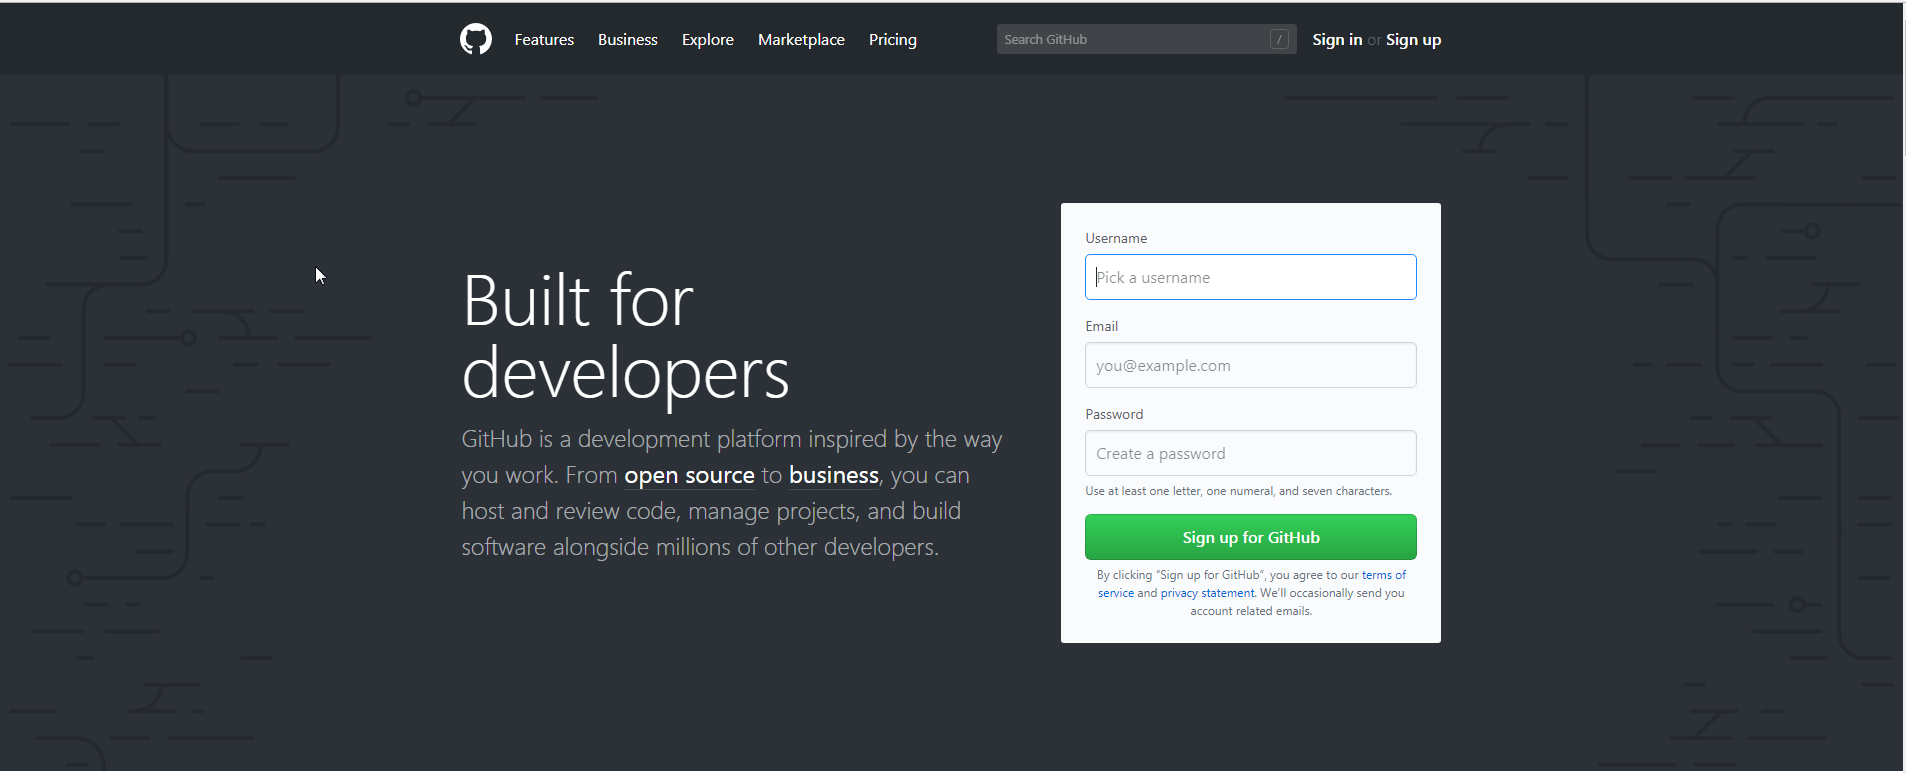 Features Business Explore Marketplace Pricing Search GitHub / Sign in or Sign up
Built for
developers
GitHub is a development platform inspired by the way
you work. From open source to business, you can
host and review code, manage projects, and build
software alongside millions of other developers.
Username
Pick a username
Email
you@example.com
Password
Create a password
Use at least one letter, one numeral, and seven characters.
Sign up for GitHub
By clicking “Sign up for GitHub”, you agree to our terms of
service and privacy statement. We’ll occasionally send you
account related emails.